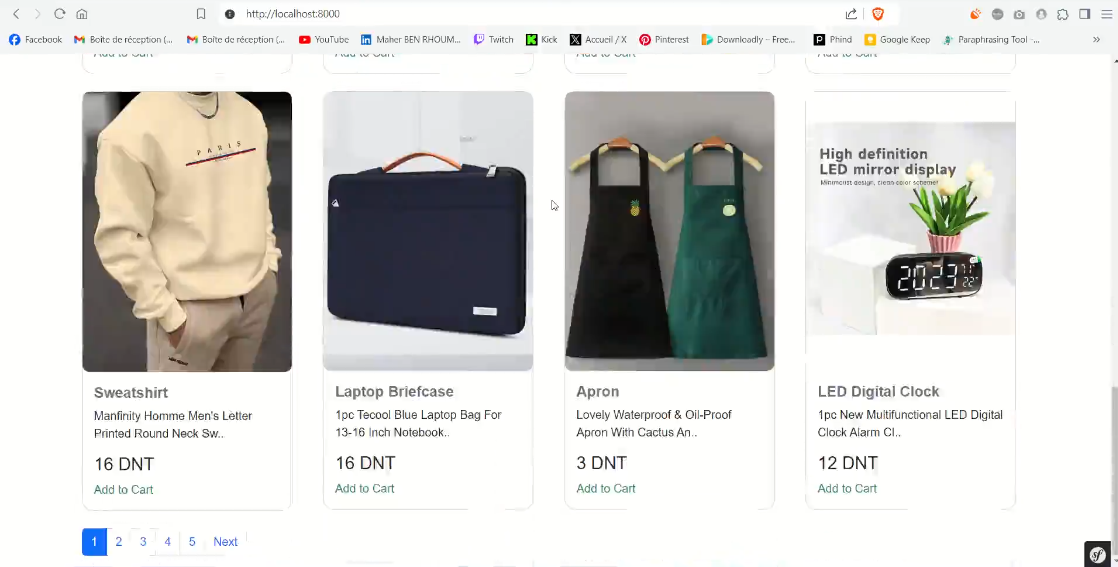 http://localhost:8000
Facebook
Boîte de réception (...
Boîte de réception (...
YouTube
Maher BEN RHOUM...
Twitch
Kick
Accueil / X
Pinterest
Downloadly – Free...
Phind
Google Keep
Paraphrasing Tool -...
»
Add to Cart
Add to Cart
Add to Cart
Add to Cart
PARIS
High definition
LED mirror display
Minimalist design, clean color scheme
2023 11
22
Sweatshirt
Manfinity Homme Men's Letter
Printed Round Neck Sw..
16 DNT
Add to Cart
Laptop Briefcase
1pc Tecool Blue Laptop Bag For
13-16 Inch Notebook..
16 DNT
Add to Cart
Apron
Lovely Waterproof & Oil-Proof
Apron With Cactus An..
3 DNT
Add to Cart
LED Digital Clock
1pc New Multifunctional LED Digital
Clock Alarm Cl..
12 DNT
Add to Cart
1 2 3 4 5 Next
sf